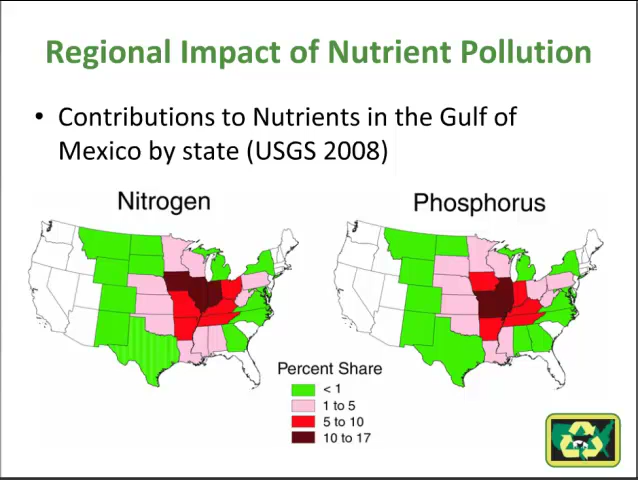 Regional Impact of Nutrient Pollution
• Contributions to Nutrients in the Gulf of
Mexico by state (USGS 2008)
Nitrogen
Phosphorus
Percent Share
< 1
1 to 5
5 to 10
10 to 17